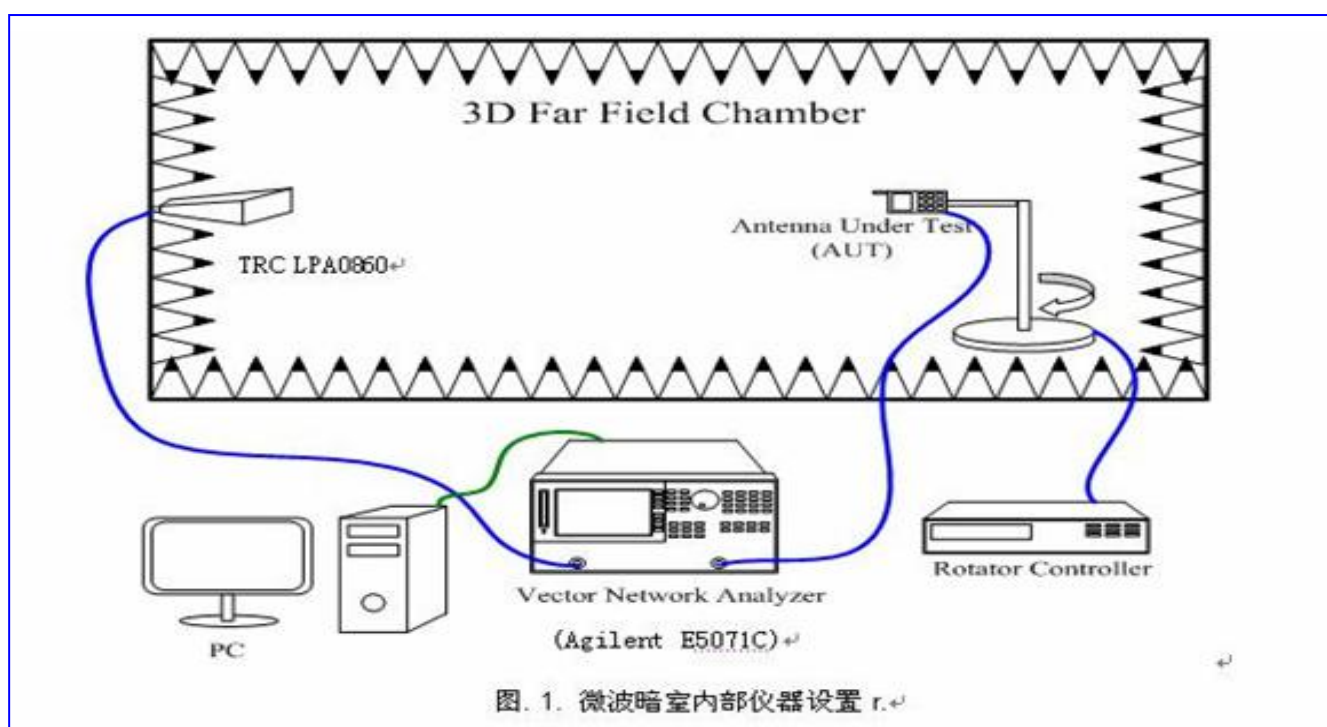 3D Far Field Chamber
Antenna Under Test
(AUT)
TRC LPA0860
Vector Network Analyzer
(Agilent E5071C)
Rotator Controller
PC
图. 1. 微波暗室内部仪器设置 r.